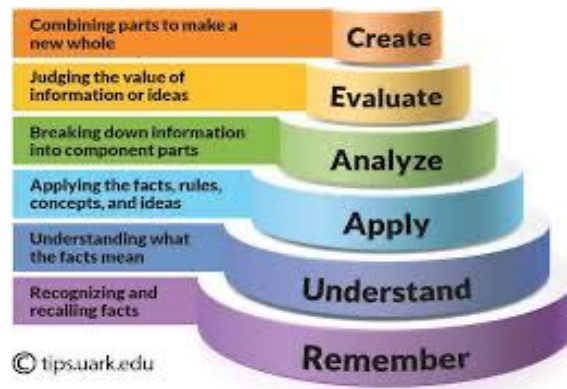 Combining parts to make a
new whole
Create
Judging the value of
information or ideas
Evaluate
Breaking down information
into component parts
Analyze
Applying the facts, rules,
concepts, and ideas
Apply
Understanding what
the facts mean
Understand
Recognizing and
recalling facts
Remember
© tips.uark.edu